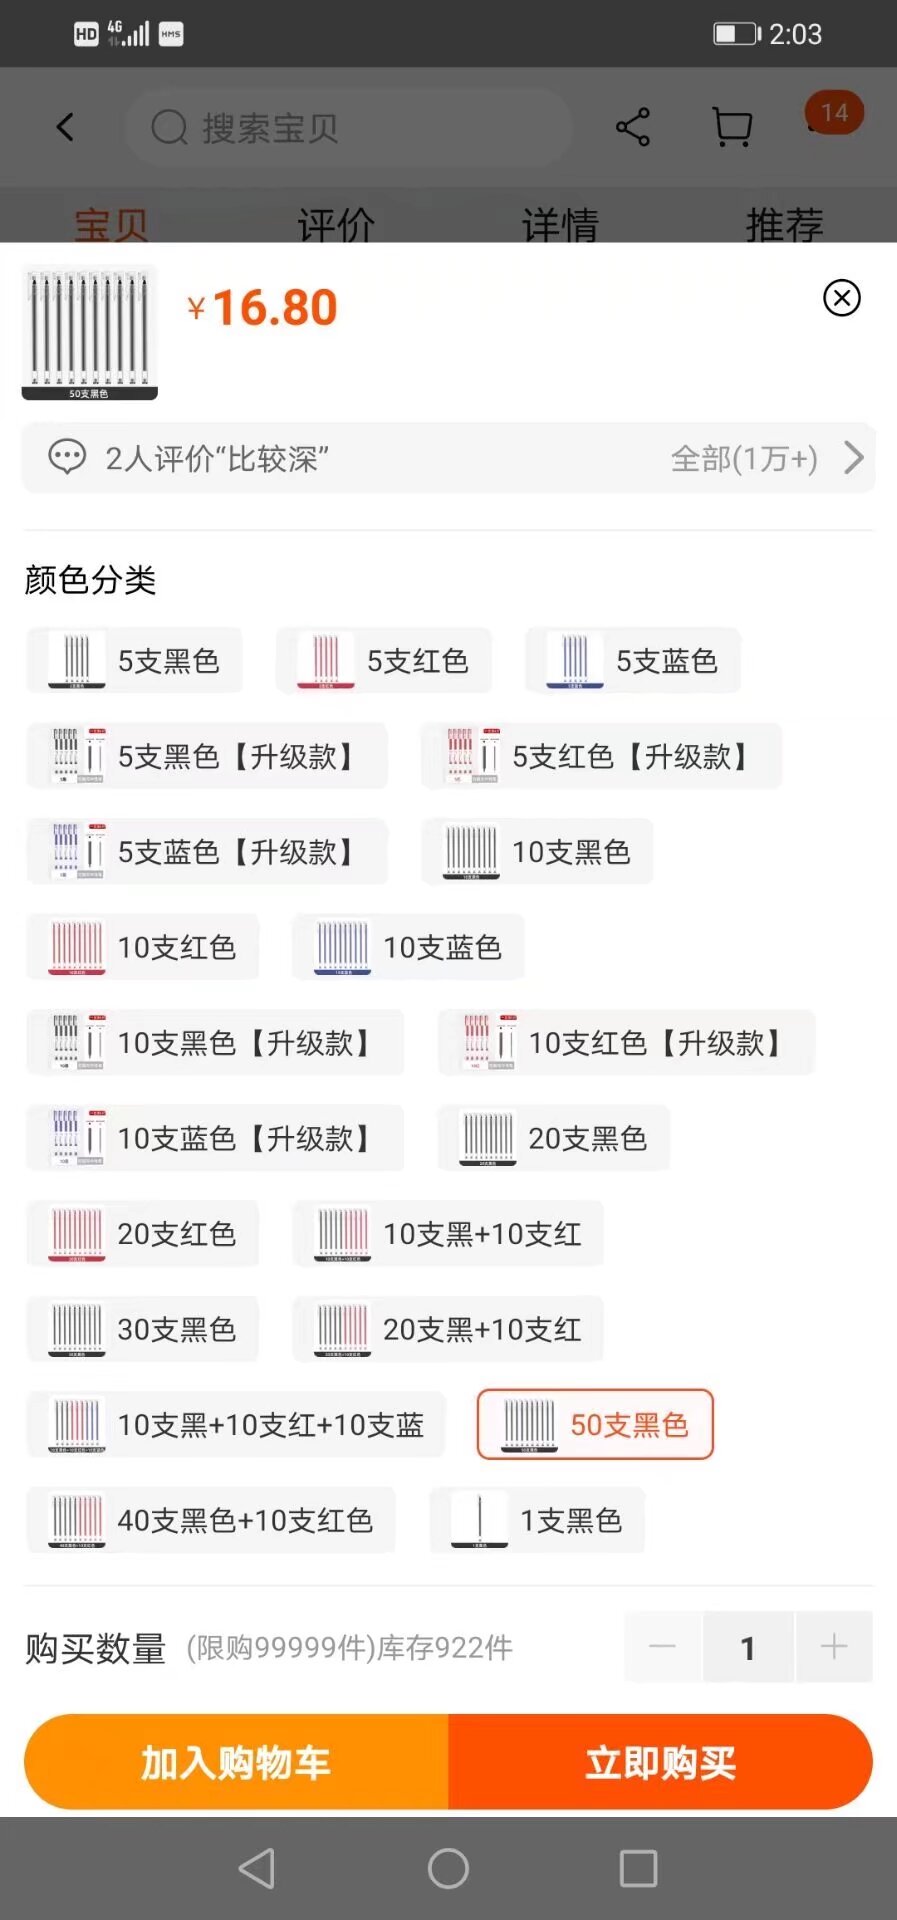 HD 4G HMS 2:03
搜索宝贝 14
宝贝 评价 详情 推荐
¥16.80
50支黑色
2人评价“比较深” 全部(1万+)
颜色分类
5支黑色 5支红色 5支蓝色
5支黑色【升级款】 5支红色【升级款】
5支蓝色【升级款】 10支黑色
10支红色 10支蓝色
10支黑色【升级款】 10支红色【升级款】
10支蓝色【升级款】 20支黑色
20支红色 10支黑+10支红
30支黑色 20支黑+10支红
10支黑+10支红+10支蓝 50支黑色
40支黑色+10支红色 1支黑色
购买数量 (限购99999件)库存922件 1
加入购物车 立即购买